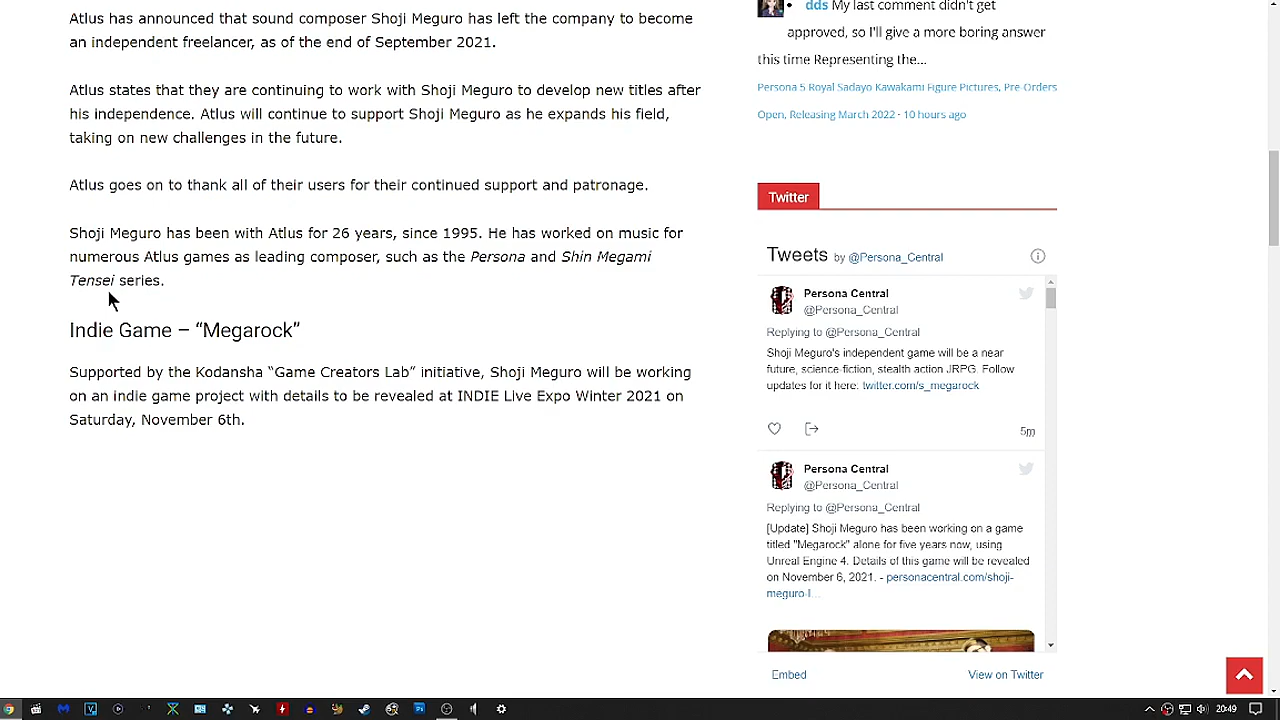 Atlus has announced that sound composer Shoji Meguro has left the company to become
an independent freelancer, as of the end of September 2021.
Atlus states that they are continuing to work with Shoji Meguro to develop new titles after
his independence. Atlus will continue to support Shoji Meguro as he expands his field,
taking on new challenges in the future.
Atlus goes on to thank all of their users for their continued support and patronage.
Shoji Meguro has been with Atlus for 26 years, since 1995. He has worked on music for
numerous Atlus games as leading composer, such as the Persona and Shin Megami
Tensei series.
Indie Game – “Megarock”
Supported by the Kodansha “Game Creators Lab” initiative, Shoji Meguro will be working
on an indie game project with details to be revealed at INDIE Live Expo Winter 2021 on
Saturday, November 6th.
dds My last comment didn't get
approved, so I'll give a more boring answer
this time Representing the...
Persona 5 Royal Sadayo Kawakami Figure Pictures, Pre-Orders
Open, Releasing March 2022 · 10 hours ago
Twitter
Tweets by @Persona_Central
Persona Central
@Persona_Central
Replying to @Persona_Central
Shoji Meguro's independent game will be a near
future, science-fiction, stealth action JRPG. Follow
updates for it here: twitter.com/s_megarock
5m
Persona Central
@Persona_Central
Replying to @Persona_Central
[Update] Shoji Meguro has been working on a game
titled "Megarock" alone for five years now, using
Unreal Engine 4. Details of this game will be revealed
on November 6, 2021. - personacentral.com/shoji-
meguro-l…
Embed
View on Twitter
20:49